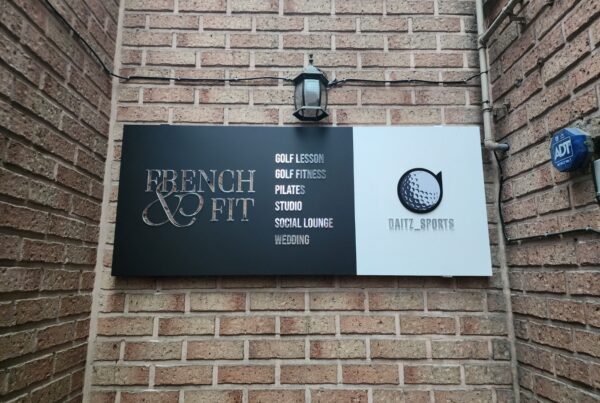 FRENCH
& FIT
GOLF LESSON
GOLF FITNESS
PILATES
STUDIO
SOCIAL LOUNGE
WEDDING
DAITZ_SPORTS
ADT